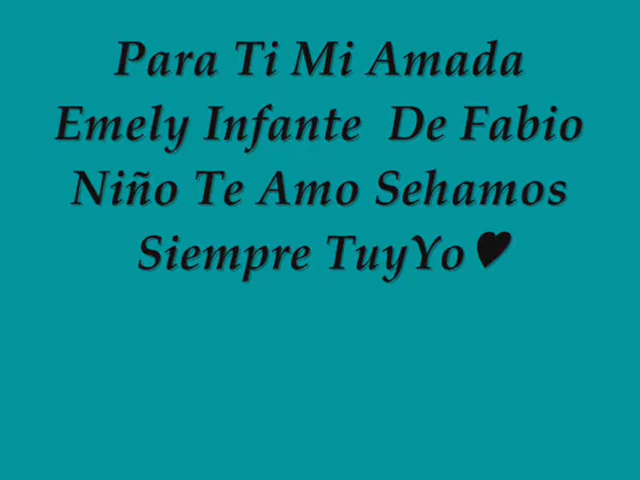 Para Ti Mi Amada
Emely Infante De Fabio
Niño Te Amo Sehamos
Siempre TuyYo♥